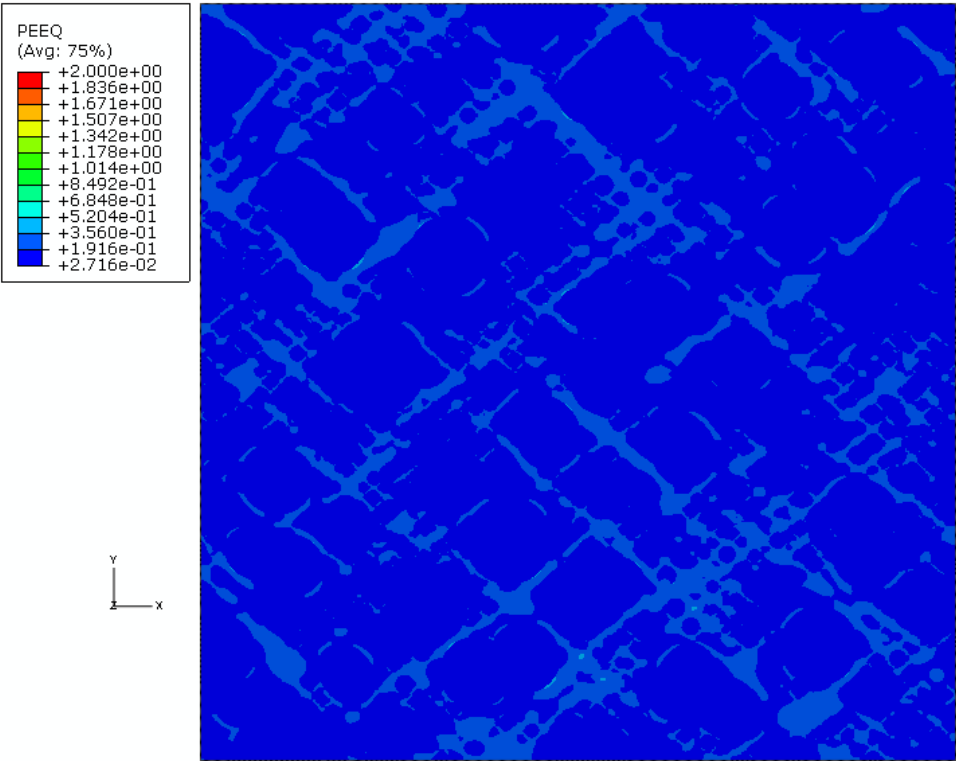 PEEQ
(Avg: 75%)
+2.000e+00
+1.836e+00
+1.671e+00
+1.507e+00
+1.342e+00
+1.178e+00
+1.014e+00
+8.492e-01
+6.848e-01
+5.204e-01
+3.560e-01
+1.916e-01
+2.716e-02
Y
Z X